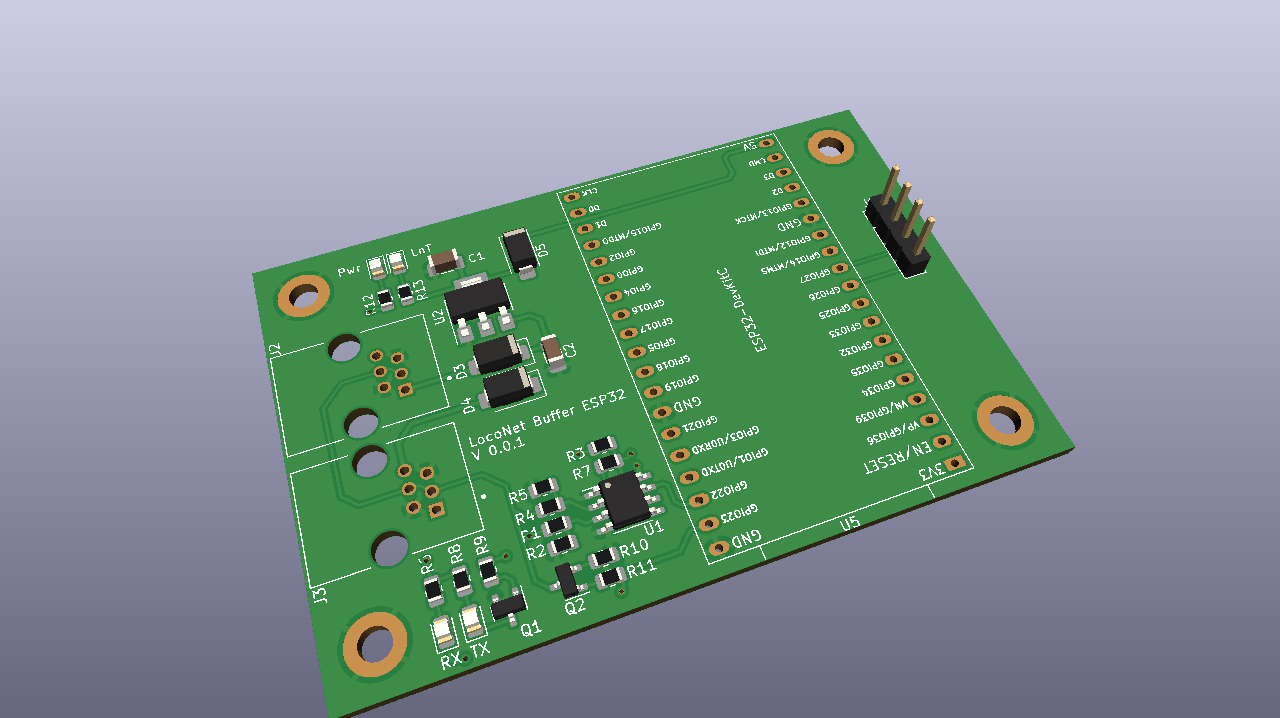 Pwr
LnT
C1
D5
R12
R13
U2
J2
D3
C2
D4
LocoNet Buffer ESP32
V 0.0.1
R3
R7
R5
R4
R1
R2
U1
R10
R11
R6
R8
R9
Q2
Q1
J3
RX
TX
CLK
D0
D1
GPIO15/MTDO
GPIO2
GPIO0
GPIO4
GPIO16
GPIO17
GPIO5
GPIO18
GPIO19
GND
GPIO21
GPIO3/U0RXD
GPIO1/U0TXD
GPIO22
GPIO23
GND
ESP32-DevKitC
5V
CMD
D3
D2
GPIO13/MTCK
GND
GPIO12/MTDI
GPIO14/MTMS
GPIO27
GPIO26
GPIO25
GPIO33
GPIO32
GPIO35
GPIO34
VN/GPIO39
VP/GPIO36
EN/RESET
3V3
U5